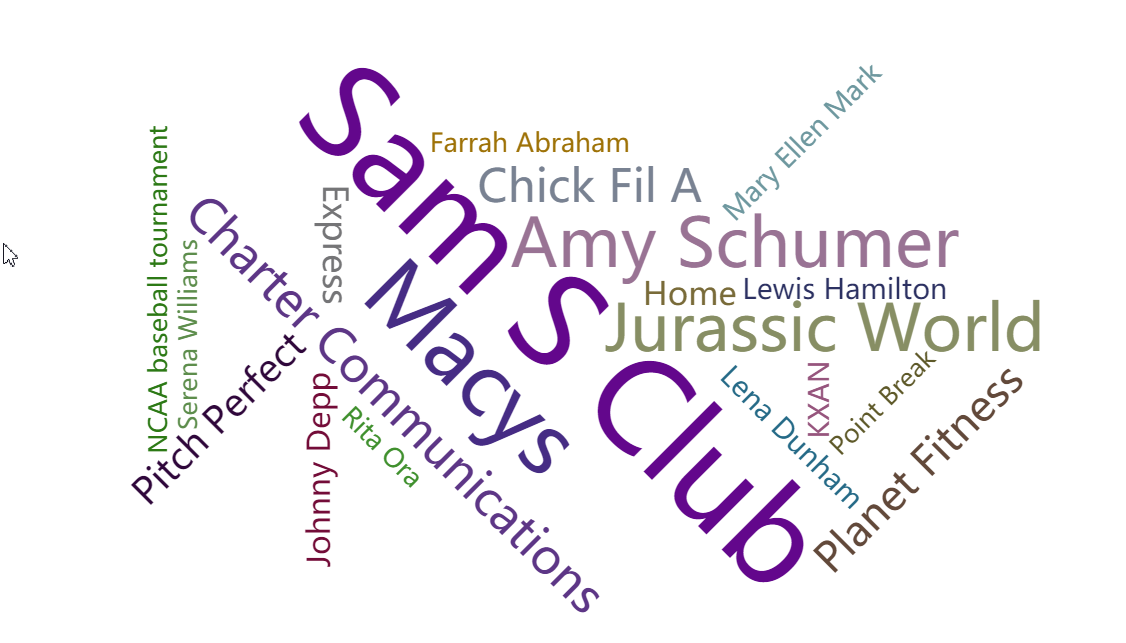 Mary Ellen Mark
Sam S Club
Farrah Abraham
NCAA baseball tournament
Chick Fil A
Express
Charter Communications
Amy Schumer
Serena Williams
Macys
Home
Lewis Hamilton
Jurassic World
Pitch Perfect
KXAN
Point Break
Lena Dunham
Planet Fitness
Johnny Depp
Rita Ora